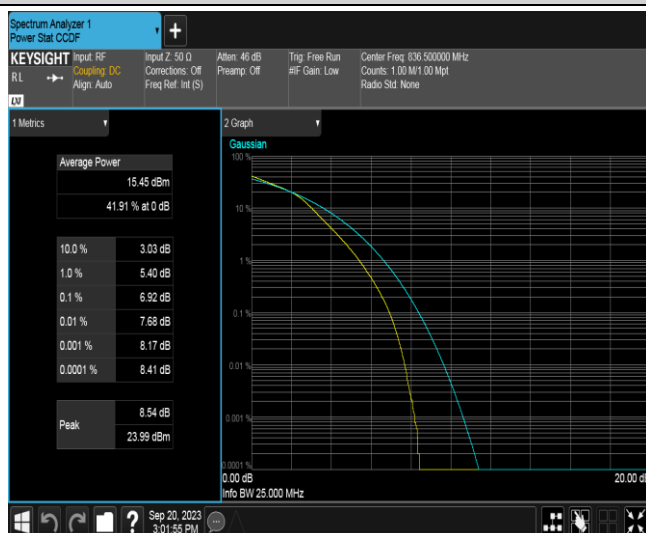 Spectrum Analyzer 1
Power Stat CCDF
+
KEYSIGHT
RL
LXI
Input: RF
Coupling: DC
Align: Auto
Input Z: 50 Ω
Corrections: Off
Freq Ref: Int (S)
Atten: 46 dB
Preamp: Off
Trig: Free Run
#IF Gain: Low
Center Freq: 836.500000 MHz
Counts: 1.00 M/1.00 Mpt
Radio Std: None
1 Metrics
Average Power
15.45 dBm
41.91 % at 0 dB
10.0 % 3.03 dB
1.0 % 5.40 dB
0.1 % 6.92 dB
0.01 % 7.68 dB
0.001 % 8.17 dB
0.0001 % 8.41 dB
Peak 8.54 dB
23.99 dBm
2 Graph
Gaussian
100 %
10 %
1 %
0.1 %
0.01 %
0.001 %
0.0001 %
0.00 dB 20.00 dB
Info BW 25.000 MHz
?
Sep 20, 2023
3:01:55 PM